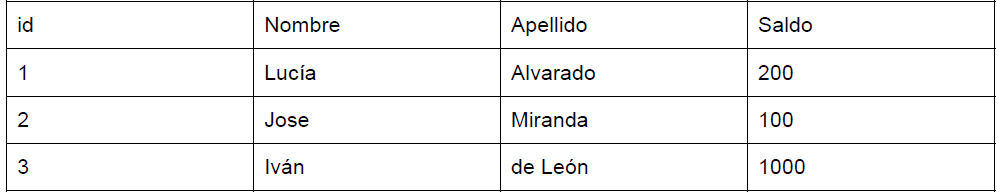 id Nombre Apellido Saldo
1 Lucía Alvarado 200
2 Jose Miranda 100
3 Iván de León 1000